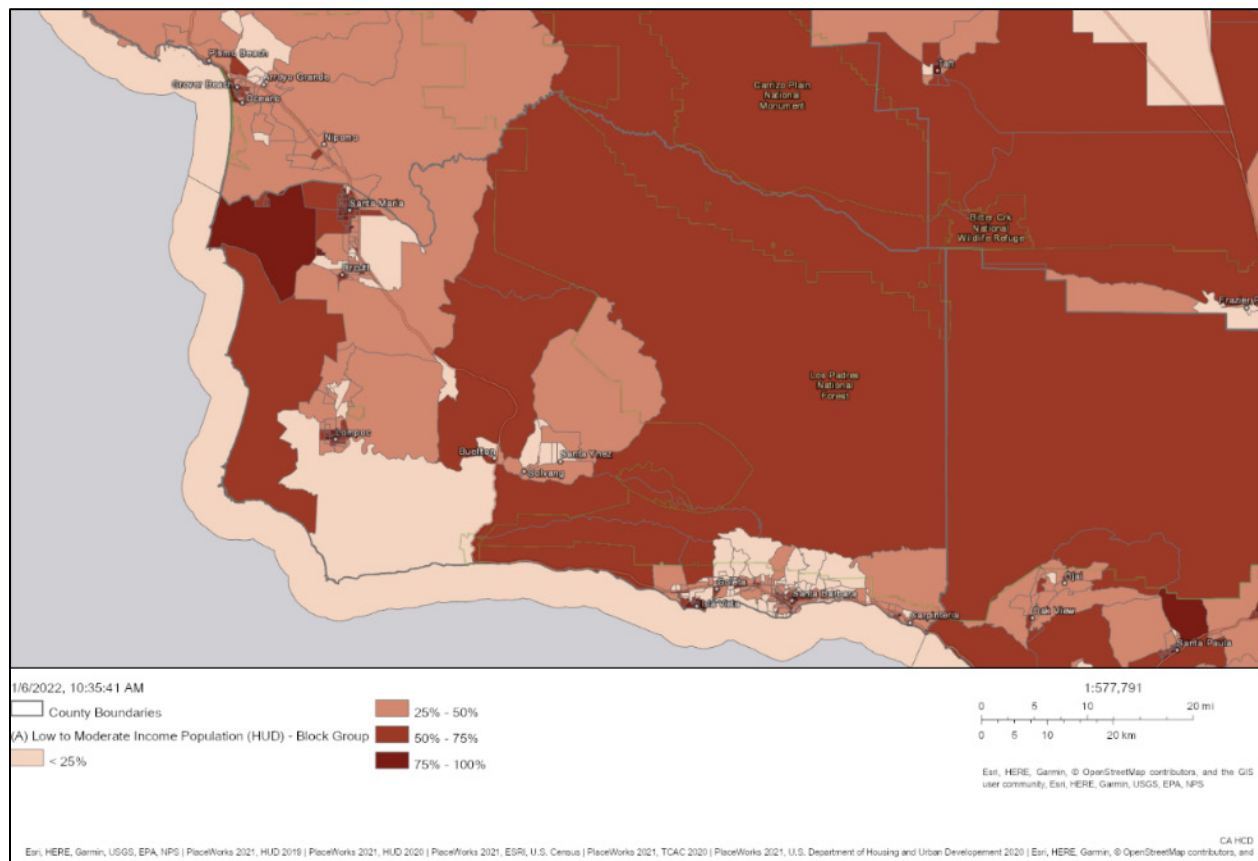 Pismo Beach
Grover Beach
Arroyo Grande
Oceano
Nipomo
Santa Maria
Orcutt
Lompoc
Buellton
Solvang
Santa Ynez
Goleta
Isla Vista
Santa Barbara
Carpinteria
Taft
Carrizo Plain
National
Monument
Bitter Crk
National
Wildlife Refuge
Los Padres
National
Forest
Frazier P
Ojai
Oak View
Santa Paula
1/6/2022, 10:35:41 AM
County Boundaries
(A) Low to Moderate Income Population (HUD) - Block Group
< 25%
25% - 50%
50% - 75%
75% - 100%
1:577,791
0 5 10 20 mi
0 5 10 20 km
Esri, HERE, Garmin, © OpenStreetMap contributors, and the GIS
user community, Esri, HERE, Garmin, USGS, EPA, NPS
CA HCD
Esri, HERE, Garmin, USGS, EPA, NPS | PlaceWorks 2021, HUD 2019 | PlaceWorks 2021, HUD 2020 | PlaceWorks 2021, ESRI, U.S. Census | PlaceWorks 2021, TCAC 2020 | PlaceWorks 2021, U.S. Department of Housing and Urban Developement 2020 | Esri, HERE, Garmin, © OpenStreetMap contributors, and